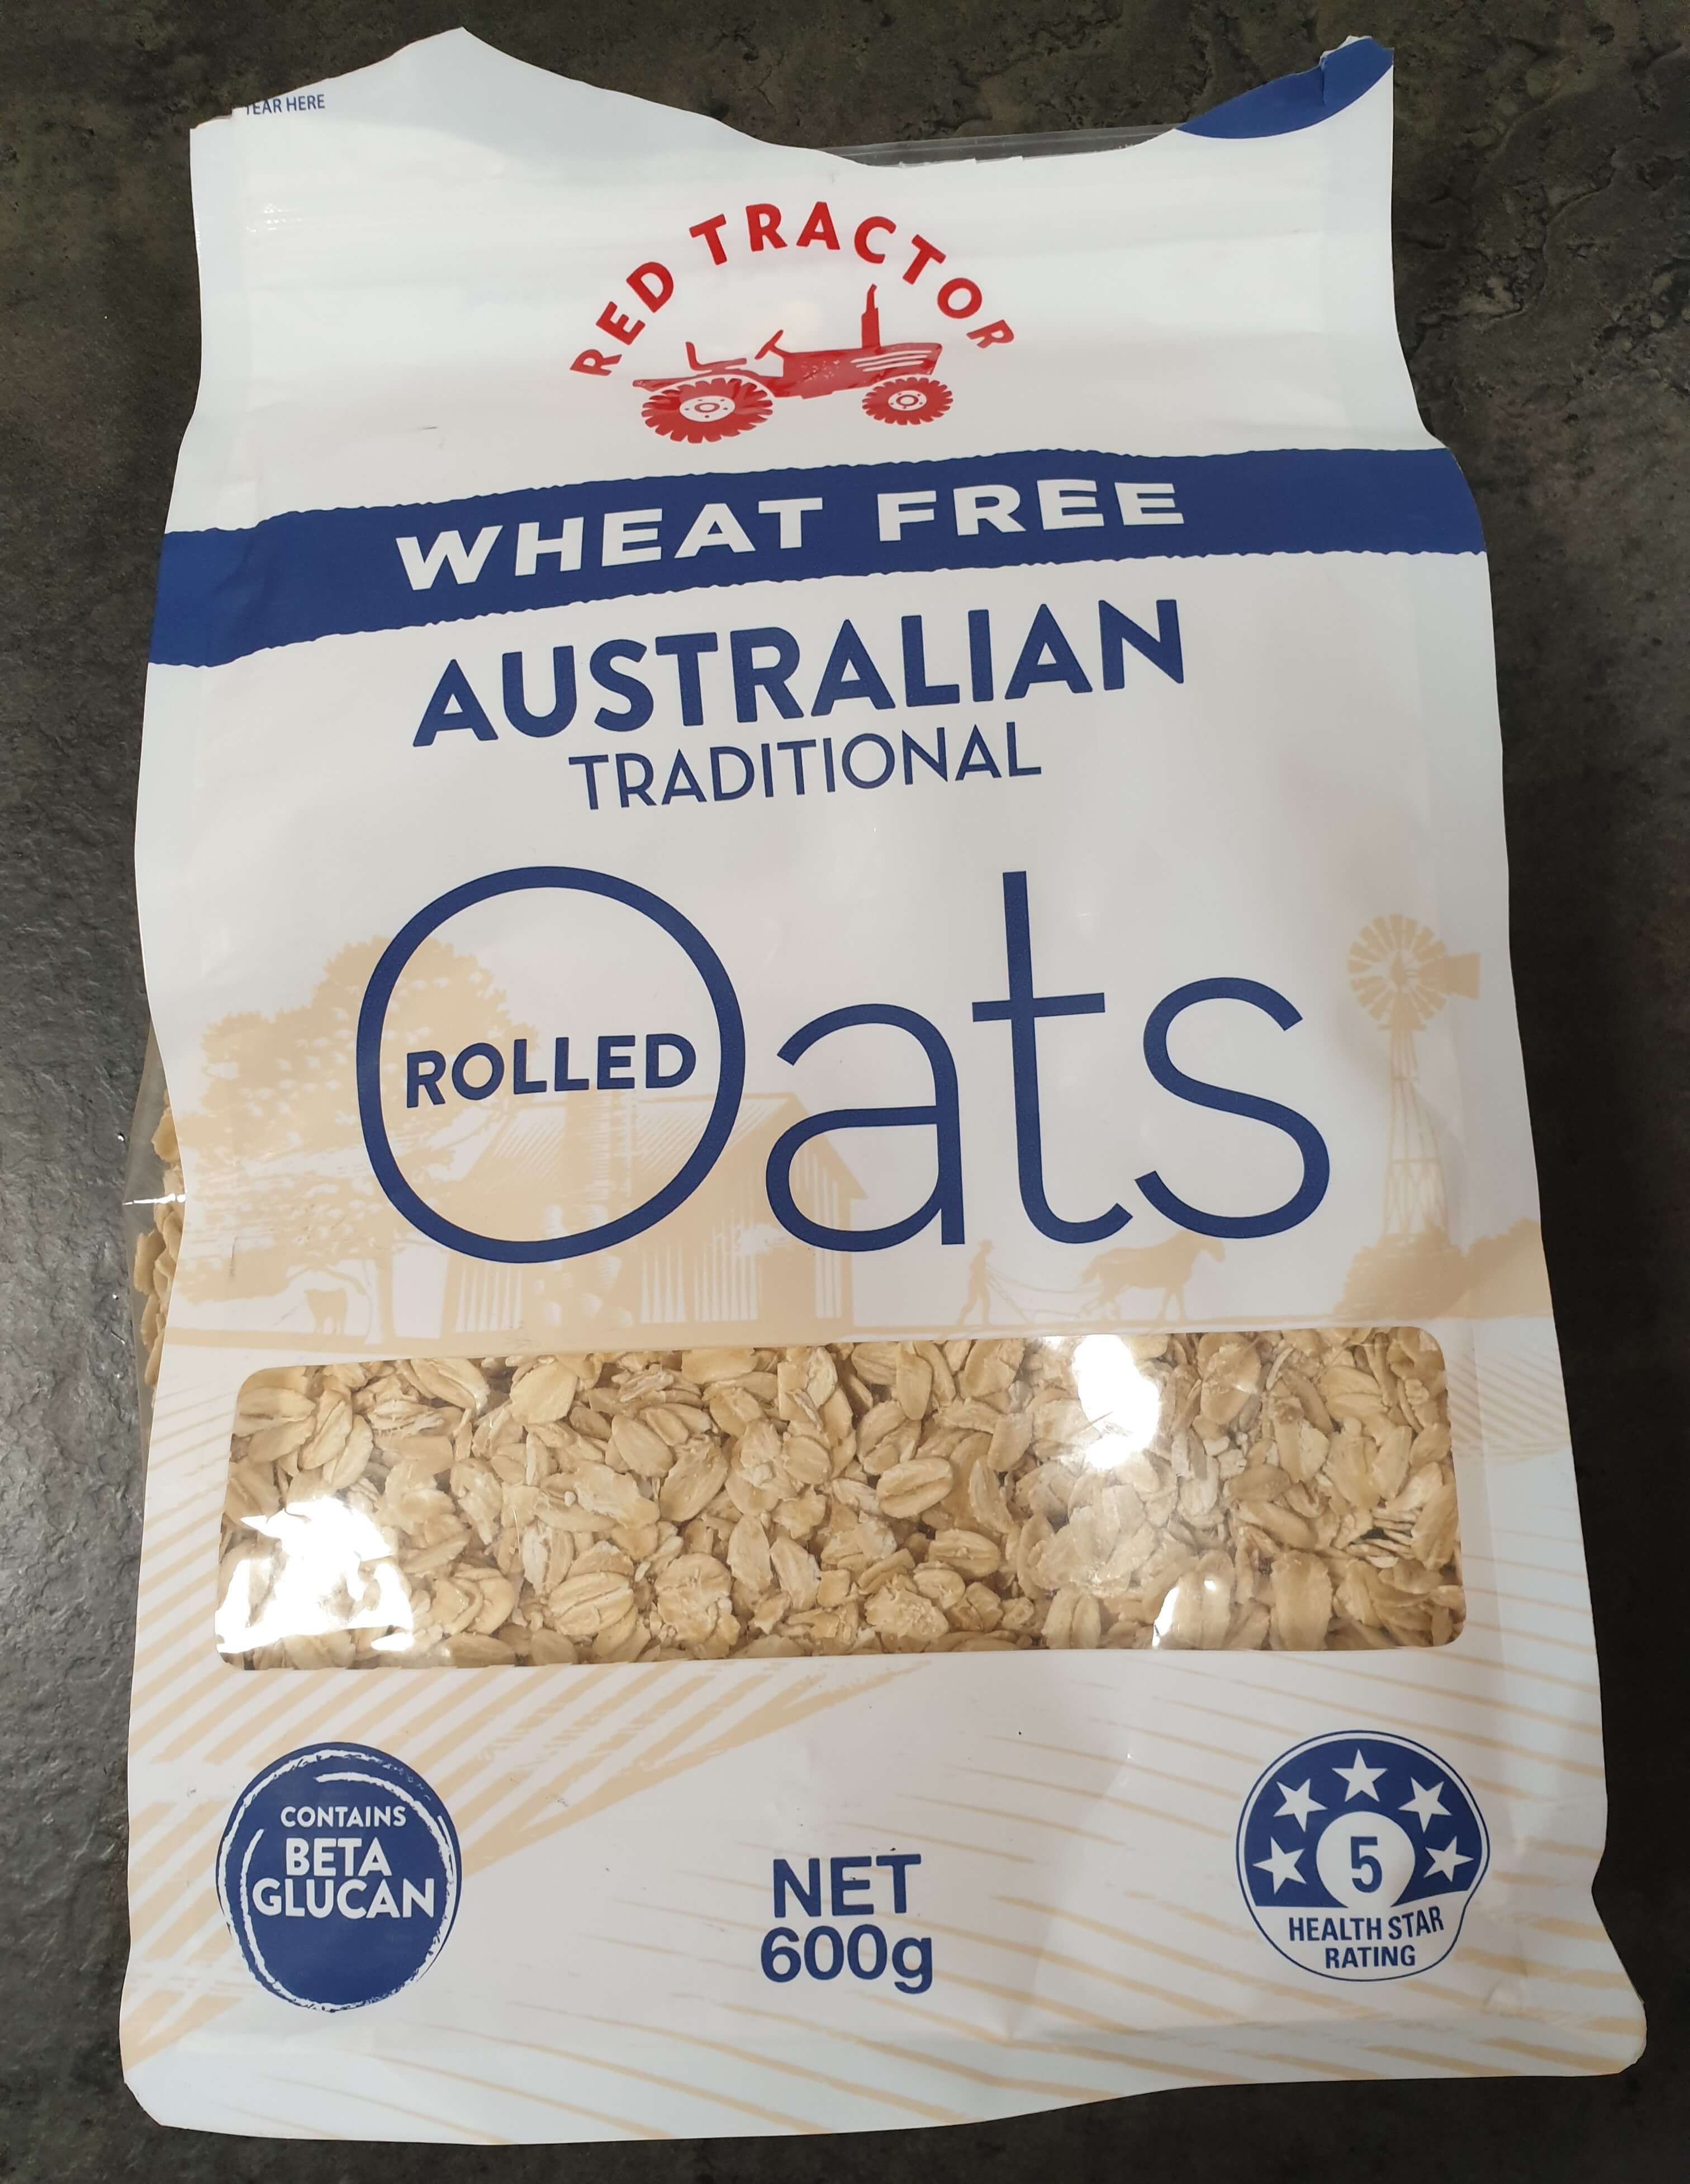 TEAR HERE
RED TRACTOR
WHEAT FREE
AUSTRALIAN
TRADITIONAL
ROLLED
Oats
CONTAINS
BETA
GLUCAN
NET
600g
5
HEALTH STAR
RATING